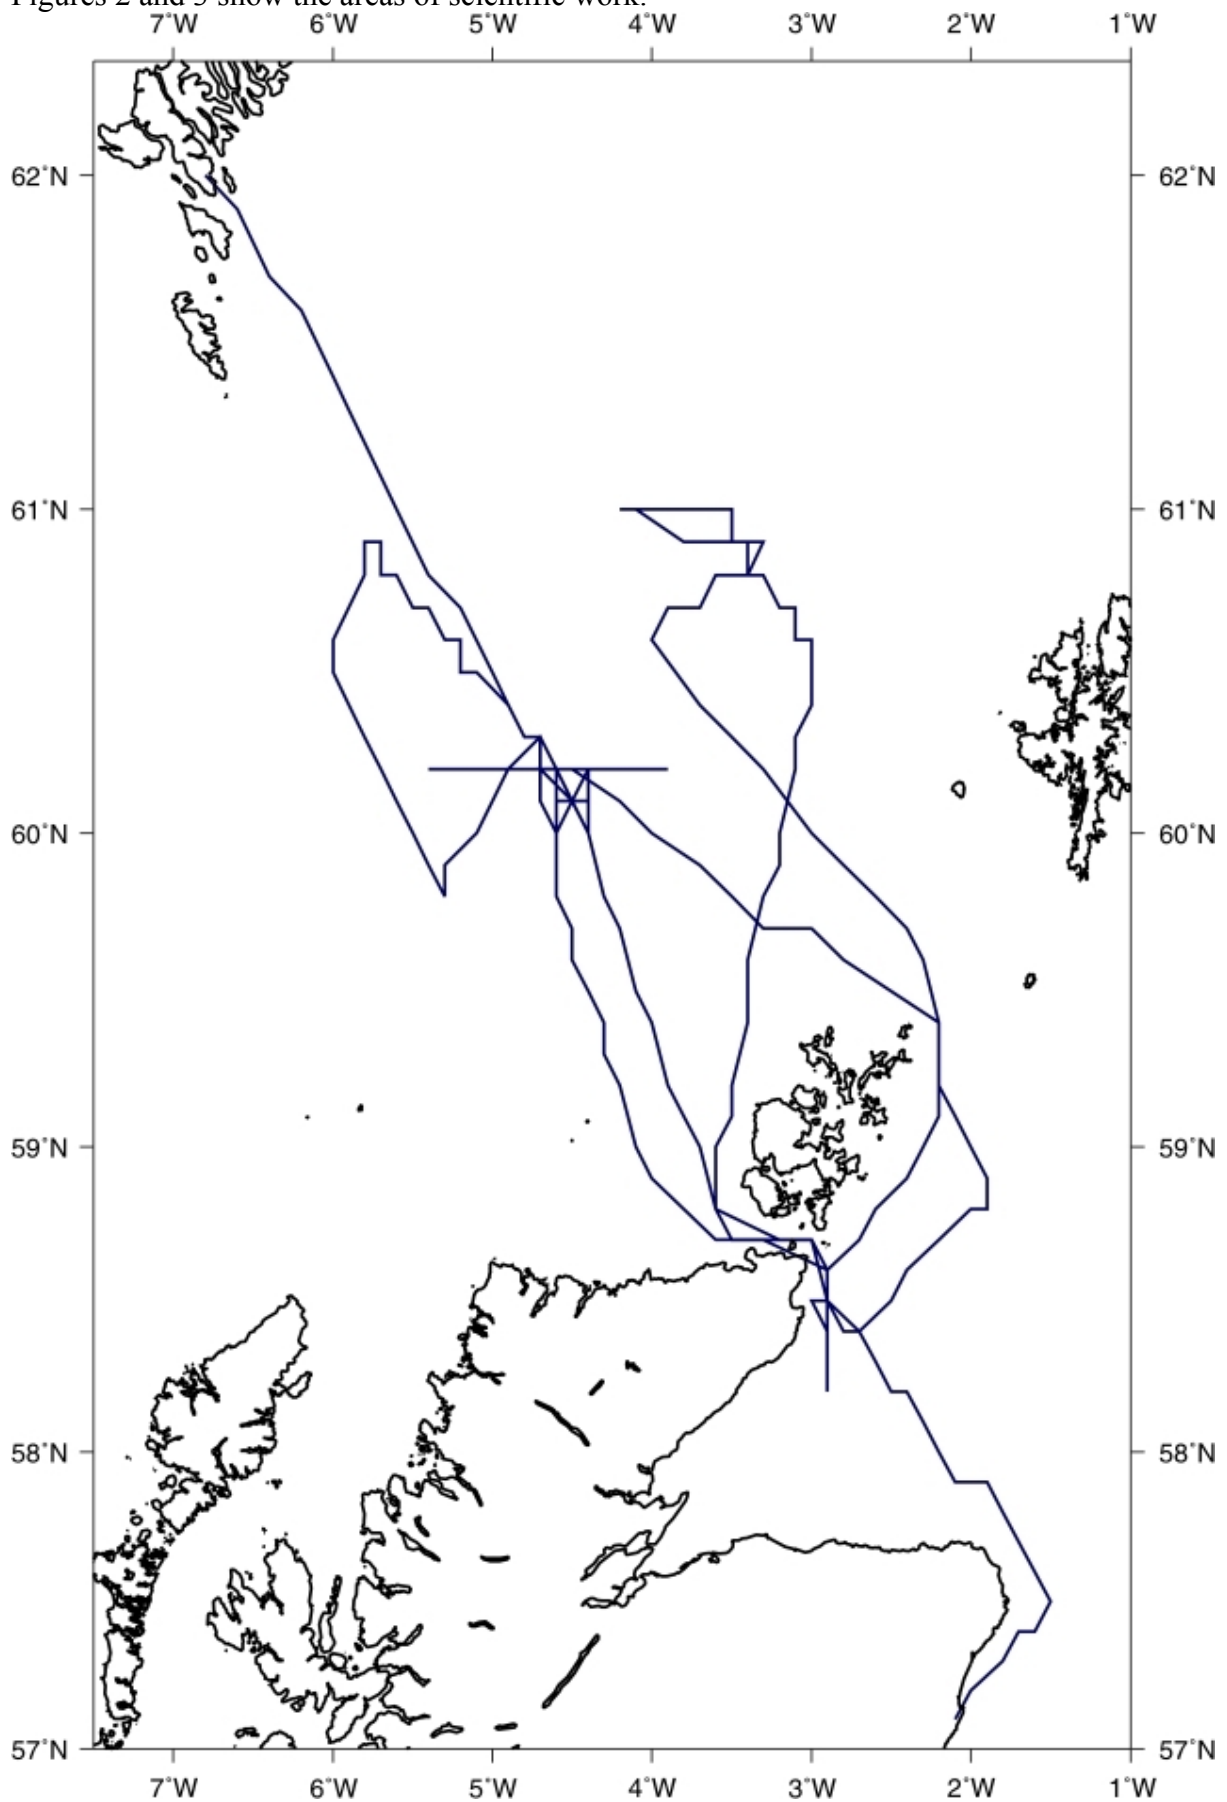 Figures 2 and 3 show the areas of scientific work.
7˚W 6˚W 5˚W 4˚W 3˚W 2˚W 1˚W
62˚N 62˚N
61˚N 61˚N
60˚N 60˚N
59˚N 59˚N
58˚N 58˚N
57˚N 57˚N
7˚W 6˚W 5˚W 4˚W 3˚W 2˚W 1˚W